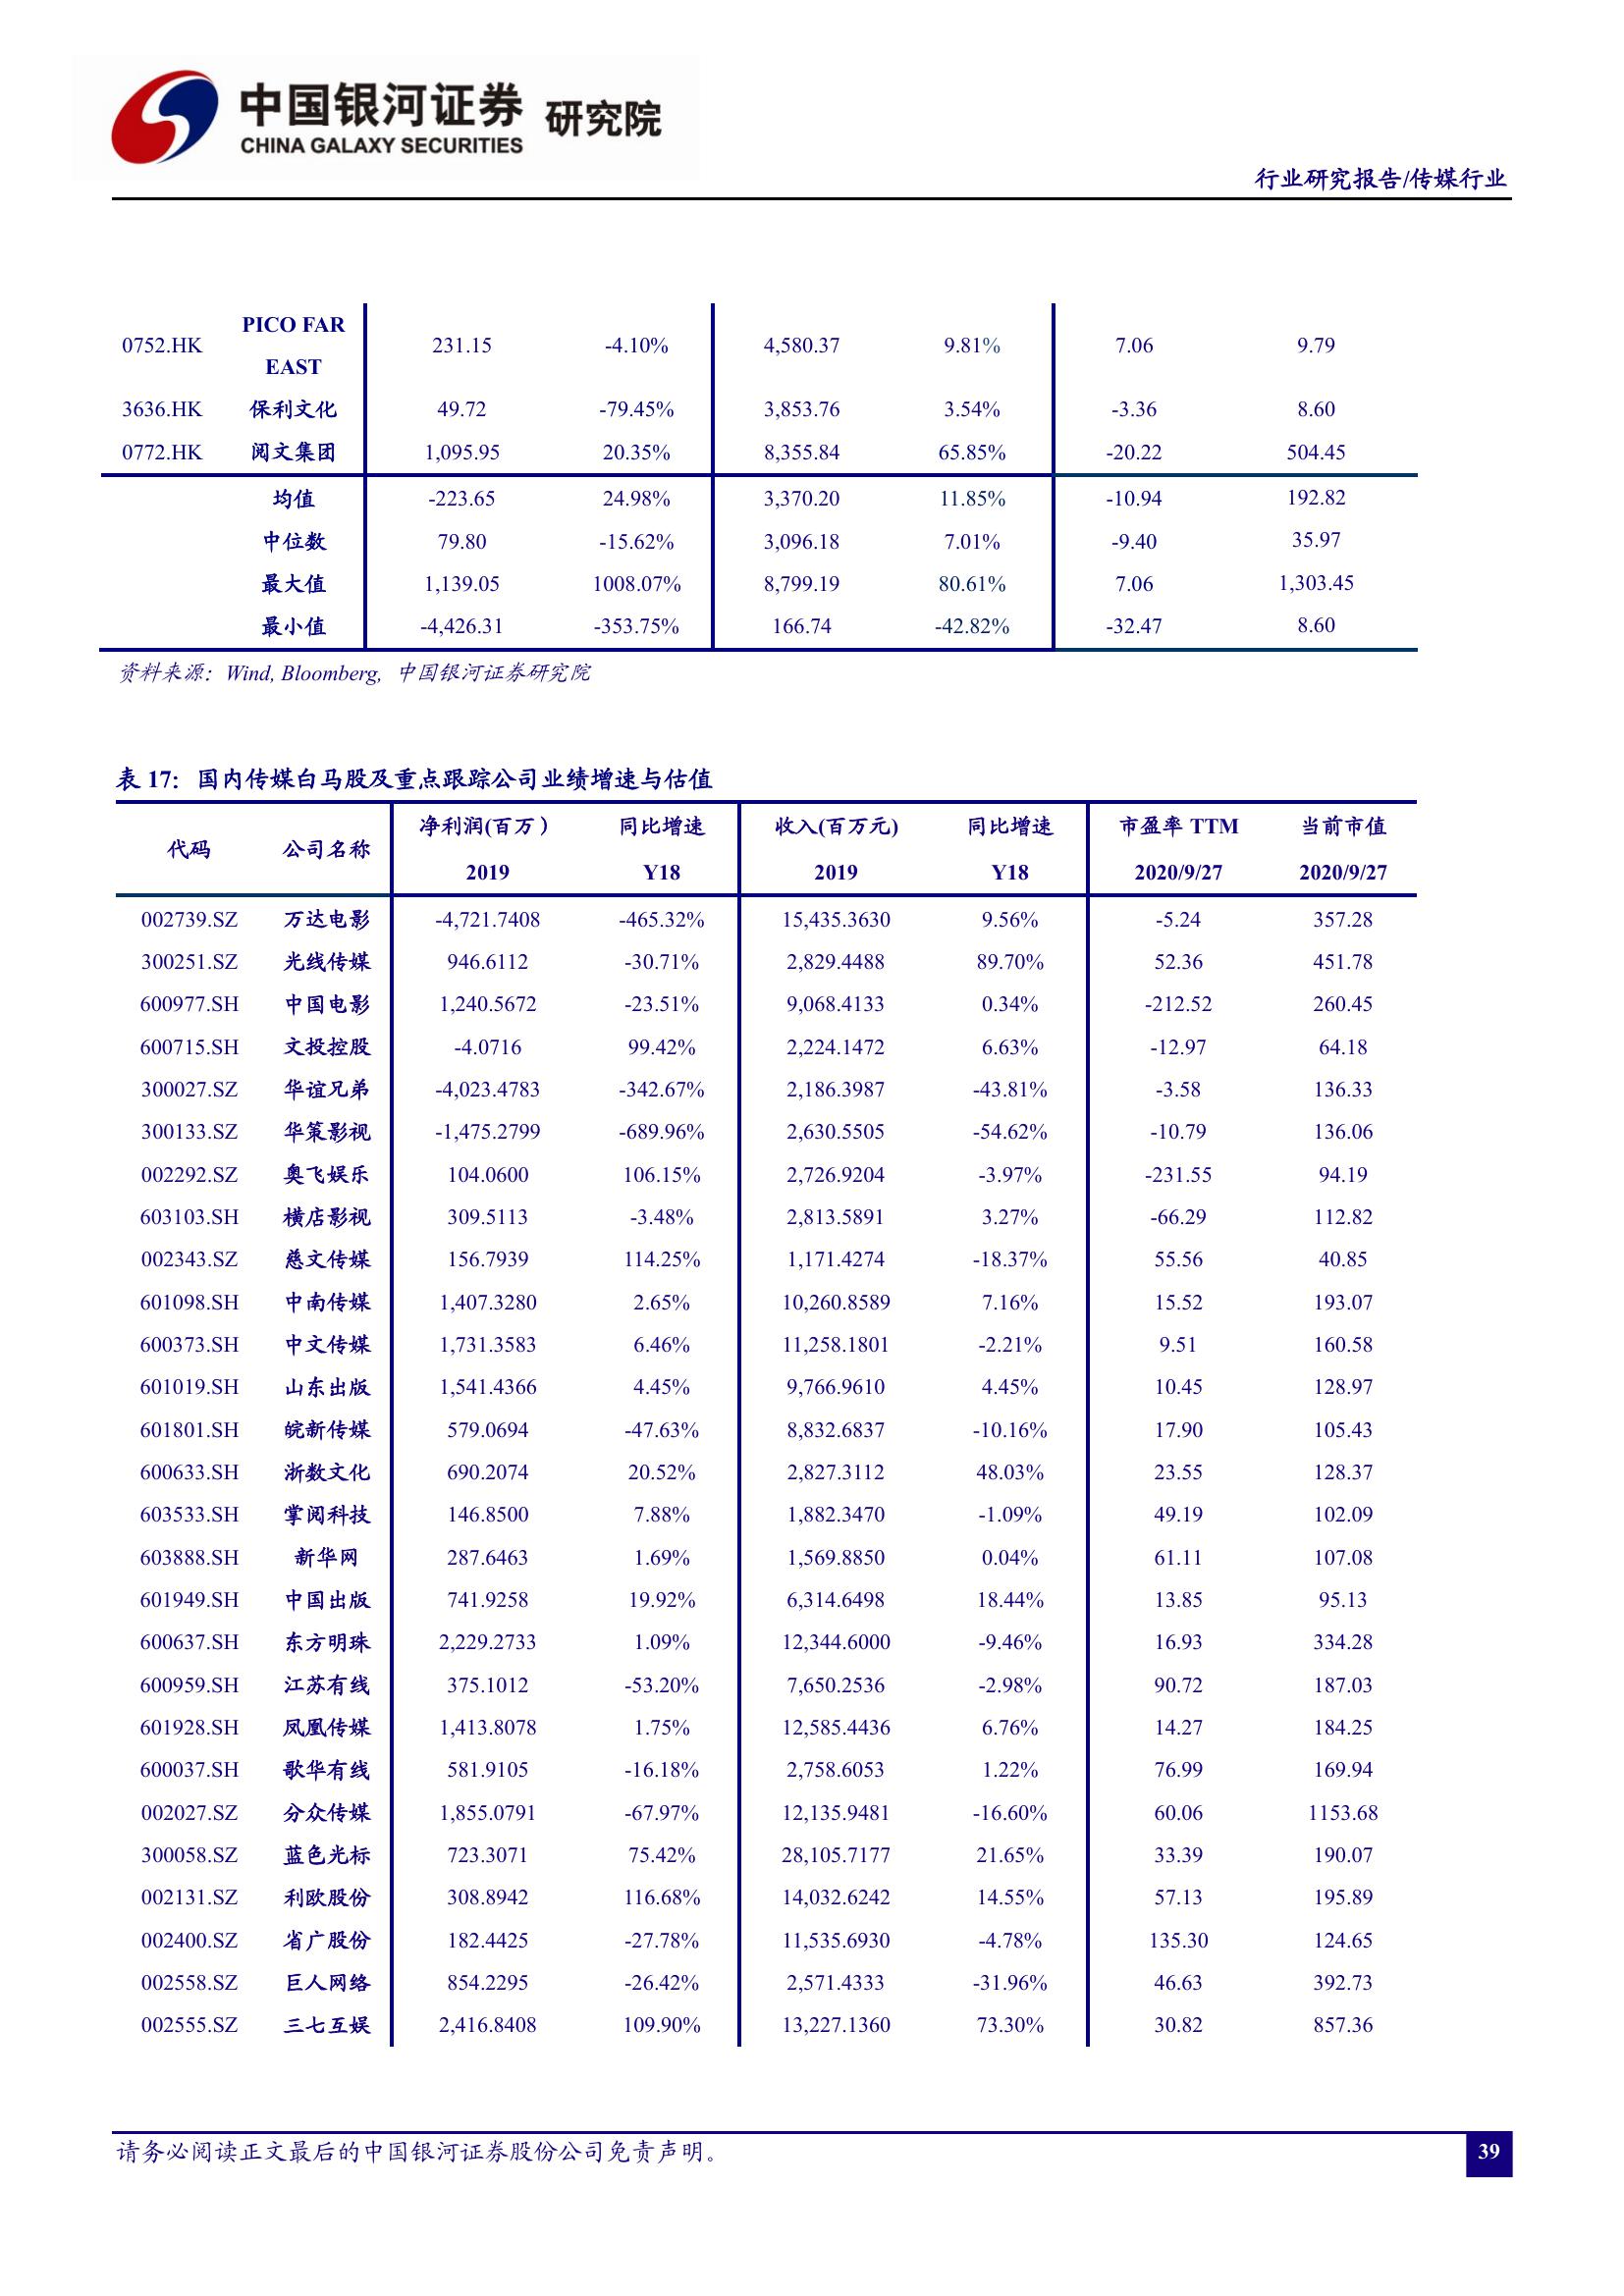 中国银河证券 研究院
CHINA GALAXY SECURITIES
行业研究报告/传媒行业
0752.HK PICO FAR EAST 231.15 -4.10% 4,580.37 9.81% 7.06 9.79
3636.HK 保利文化 49.72 -79.45% 3,853.76 3.54% -3.36 8.60
0772.HK 阅文集团 1,095.95 20.35% 8,355.84 65.85% -20.22 504.45
均值 -223.65 24.98% 3,370.20 11.85% -10.94 192.82
中位数 79.80 -15.62% 3,096.18 7.01% -9.40 35.97
最大值 1,139.05 1008.07% 8,799.19 80.61% 7.06 1,303.45
最小值 -4,426.31 -353.75% 166.74 -42.82% -32.47 8.60
资料来源：Wind, Bloomberg, 中国银河证券研究院
表 17：国内传媒白马股及重点跟踪公司业绩增速与估值
代码 公司名称 净利润(百万） 同比增速 收入(百万元) 同比增速 市盈率 TTM 当前市值
2019 Y18 2019 Y18 2020/9/27 2020/9/27
002739.SZ 万达电影 -4,721.7408 -465.32% 15,435.3630 9.56% -5.24 357.28
300251.SZ 光线传媒 946.6112 -30.71% 2,829.4488 89.70% 52.36 451.78
600977.SH 中国电影 1,240.5672 -23.51% 9,068.4133 0.34% -212.52 260.45
600715.SH 文投控股 -4.0716 99.42% 2,224.1472 6.63% -12.97 64.18
300027.SZ 华谊兄弟 -4,023.4783 -342.67% 2,186.3987 -43.81% -3.58 136.33
300133.SZ 华策影视 -1,475.2799 -689.96% 2,630.5505 -54.62% -10.79 136.06
002292.SZ 奥飞娱乐 104.0600 106.15% 2,726.9204 -3.97% -231.55 94.19
603103.SH 横店影视 309.5113 -3.48% 2,813.5891 3.27% -66.29 112.82
002343.SZ 慈文传媒 156.7939 114.25% 1,171.4274 -18.37% 55.56 40.85
601098.SH 中南传媒 1,407.3280 2.65% 10,260.8589 7.16% 15.52 193.07
600373.SH 中文传媒 1,731.3583 6.46% 11,258.1801 -2.21% 9.51 160.58
601019.SH 山东出版 1,541.4366 4.45% 9,766.9610 4.45% 10.45 128.97
601801.SH 皖新传媒 579.0694 -47.63% 8,832.6837 -10.16% 17.90 105.43
600633.SH 浙数文化 690.2074 20.52% 2,827.3112 48.03% 23.55 128.37
603533.SH 掌阅科技 146.8500 7.88% 1,882.3470 -1.09% 49.19 102.09
603888.SH 新华网 287.6463 1.69% 1,569.8850 0.04% 61.11 107.08
601949.SH 中国出版 741.9258 19.92% 6,314.6498 18.44% 13.85 95.13
600637.SH 东方明珠 2,229.2733 1.09% 12,344.6000 -9.46% 16.93 334.28
600959.SH 江苏有线 375.1012 -53.20% 7,650.2536 -2.98% 90.72 187.03
601928.SH 凤凰传媒 1,413.8078 1.75% 12,585.4436 6.76% 14.27 184.25
600037.SH 歌华有线 581.9105 -16.18% 2,758.6053 1.22% 76.99 169.94
002027.SZ 分众传媒 1,855.0791 -67.97% 12,135.9481 -16.60% 60.06 1153.68
300058.SZ 蓝色光标 723.3071 75.42% 28,105.7177 21.65% 33.39 190.07
002131.SZ 利欧股份 308.8942 116.68% 14,032.6242 14.55% 57.13 195.89
002400.SZ 省广股份 182.4425 -27.78% 11,535.6930 -4.78% 135.30 124.65
002558.SZ 巨人网络 854.2295 -26.42% 2,571.4333 -31.96% 46.63 392.73
002555.SZ 三七互娱 2,416.8408 109.90% 13,227.1360 73.30% 30.82 857.36
请务必阅读正文最后的中国银河证券股份公司免责声明。
39